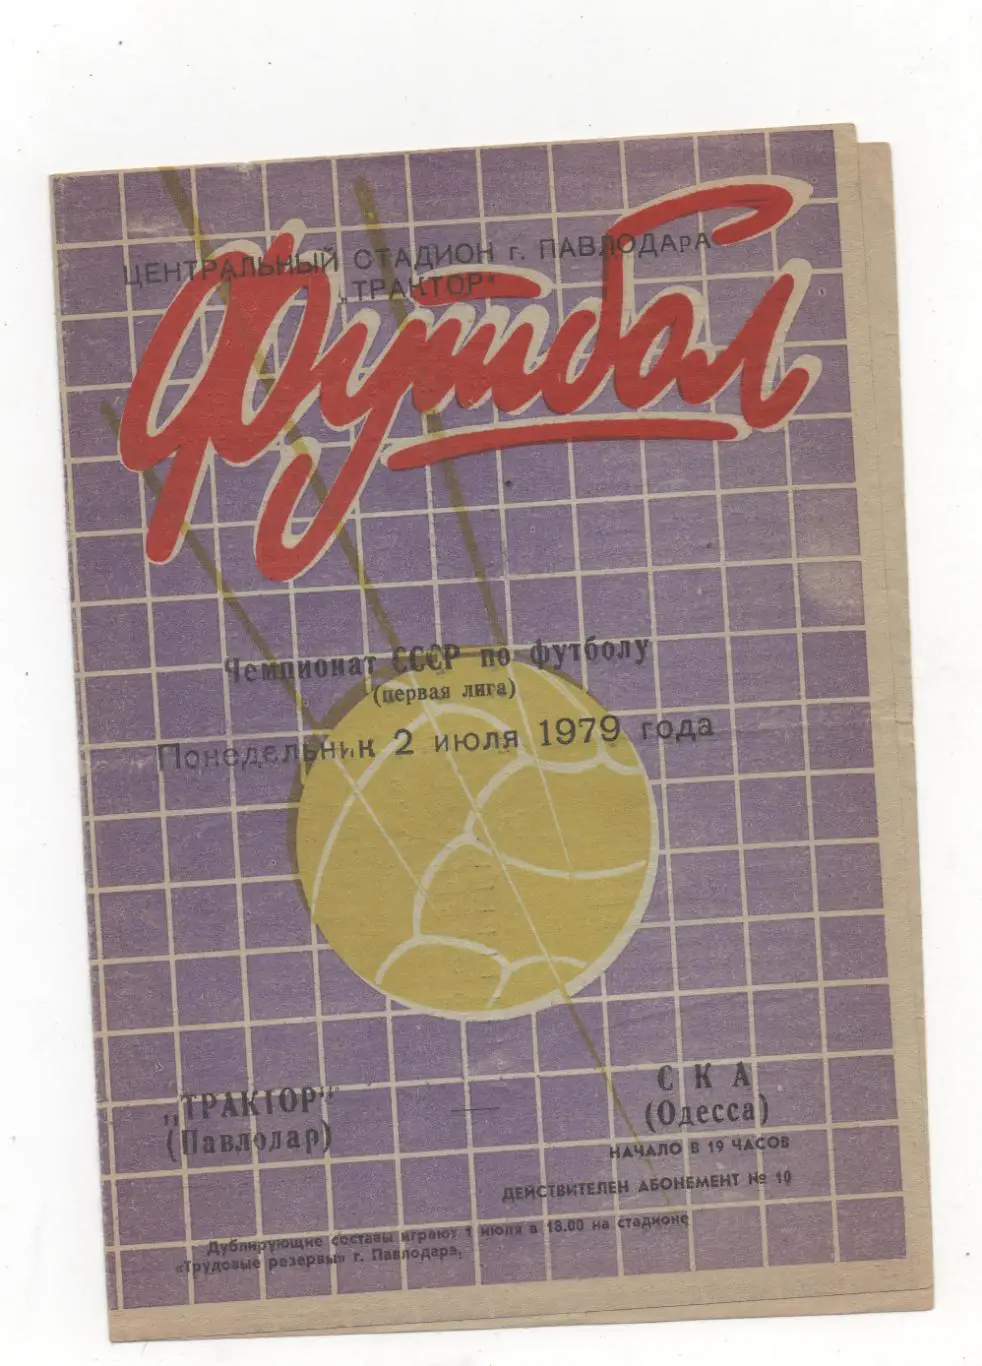 ЦЕНТРАЛЬНЫЙ СТАДИОН г. ПАВЛОДАРА
„ТРАКТОР"
Футбол
Чемпионат СССР по футболу
(первая лига)
Понедельник 2 июля 1979 года
„ТРАКТОР"
(Павлодар)
—
СКА
(Одесса)
НАЧАЛО В 19 ЧАСОВ
ДЕЙСТВИТЕЛЕН АБОНЕМЕНТ № 10
Дублирующие составы играют 1 июля в 18.00 на стадионе
«Трудовые резервы» г. Павлодара.